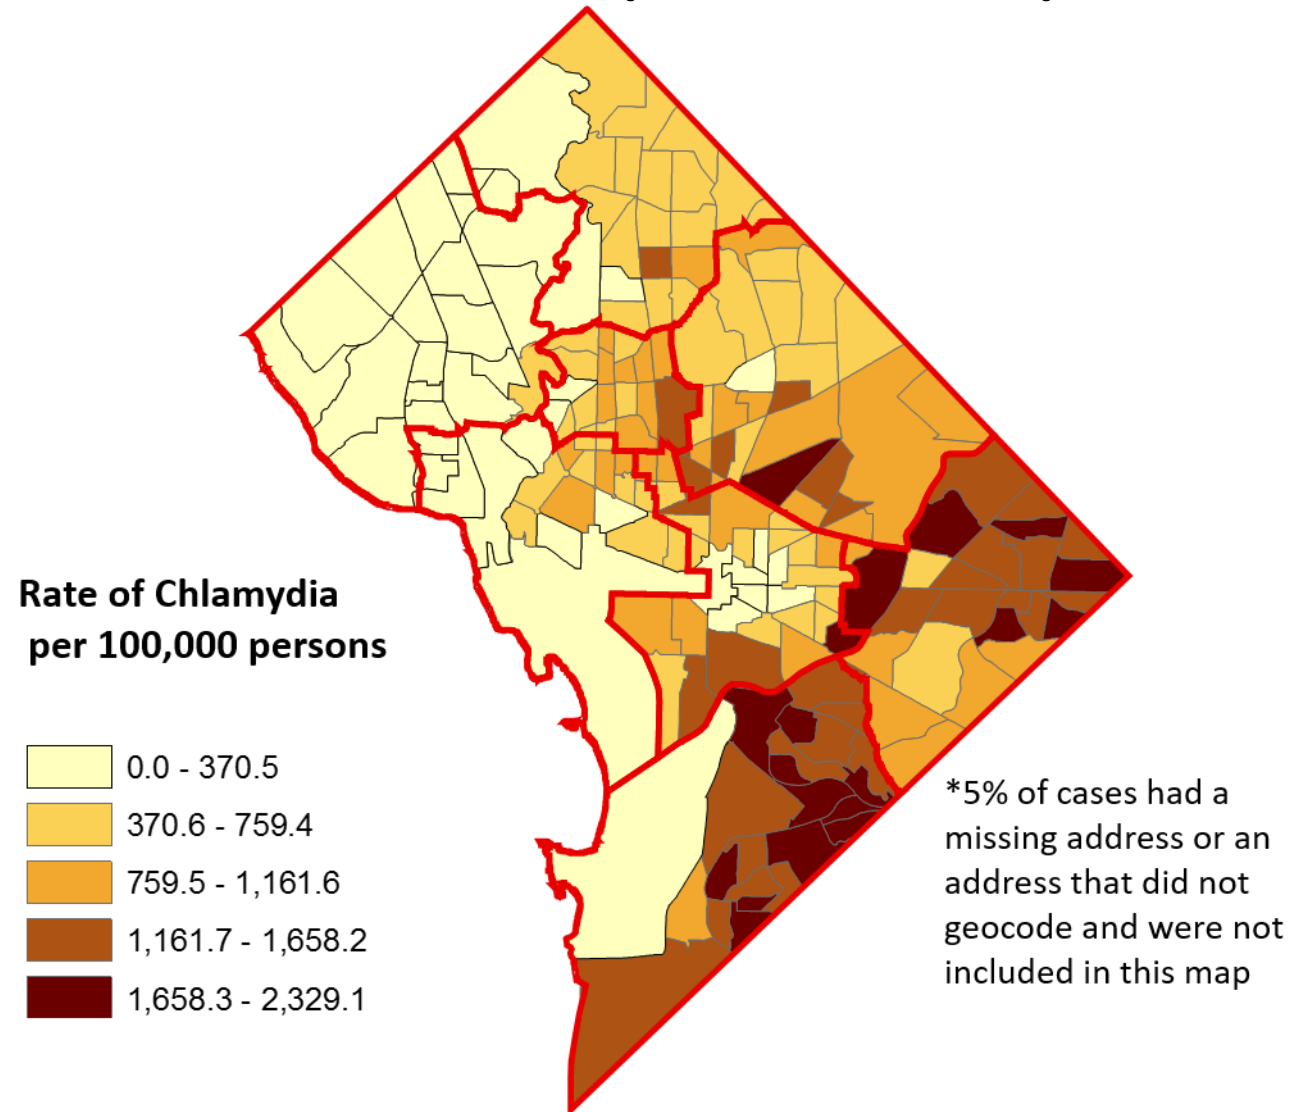 Rate of Chlamydia
per 100,000 persons
0.0 - 370.5
370.6 - 759.4
759.5 - 1,161.6
1,161.7 - 1,658.2
1,658.3 - 2,329.1
*5% of cases had a
missing address or an
address that did not
geocode and were not
included in this map